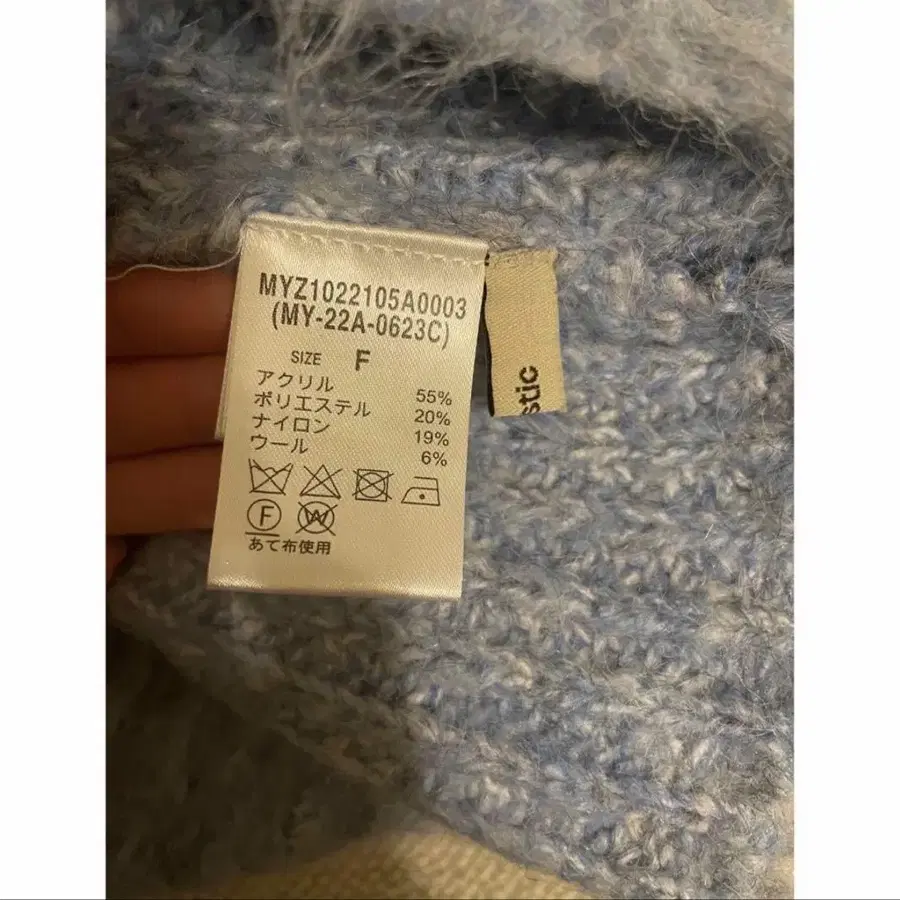 MYZ1022105A0003
(MY-22A-0623C)
SIZE F
アクリル 55%
ポリエステル 20%
ナイロン 19%
ウール 6%
F
W
あて布使用
stic